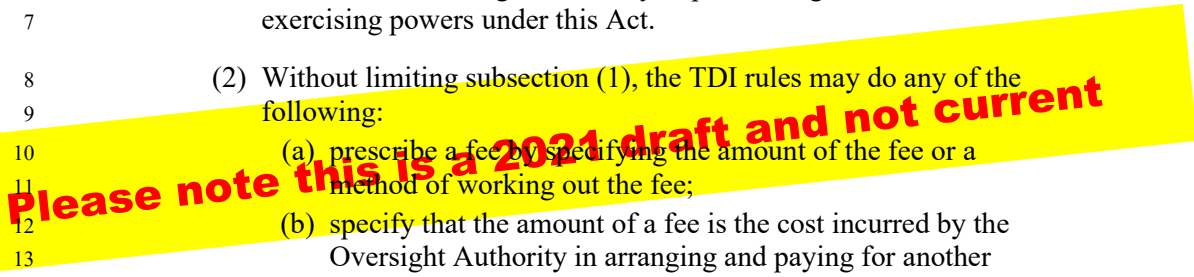 7 exercising powers under this Act.
8 (2) Without limiting subsection (1), the TDI rules may do any of the
9 following:
10 (a) prescribe a fee by specifying the amount of the fee or a
11 method of working out the fee;
12 (b) specify that the amount of a fee is the cost incurred by the
13 Oversight Authority in arranging and paying for another
Please note this is a 2021 draft and not current